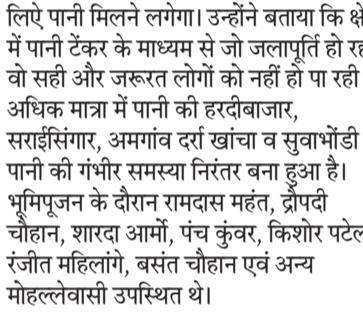 लिऐ पानी मिलने लगेगा। उन्होंने बताया कि
में पानी टेंकर के माध्यम से जो जलापूर्ति हो
वो सही और जरूरत लोगों को नहीं हो पा रही
अधिक मात्रा में पानी की हरदीबाजार,
सराईसिंगार, अमगांव दर्रा खांचा व सुवाभोंडी
पानी की गंभीर समस्या निरंतर बना हुआ है।
भूमिपूजन के दौरान रामदास महंत, द्रौपदी
चौहान, शारदा आर्मो, पंच कुंवर, किशोर पटेल
रंजीत महिलांगे, बसंत चौहान एवं अन्य
मोहल्लेवासी उपस्थित थे।